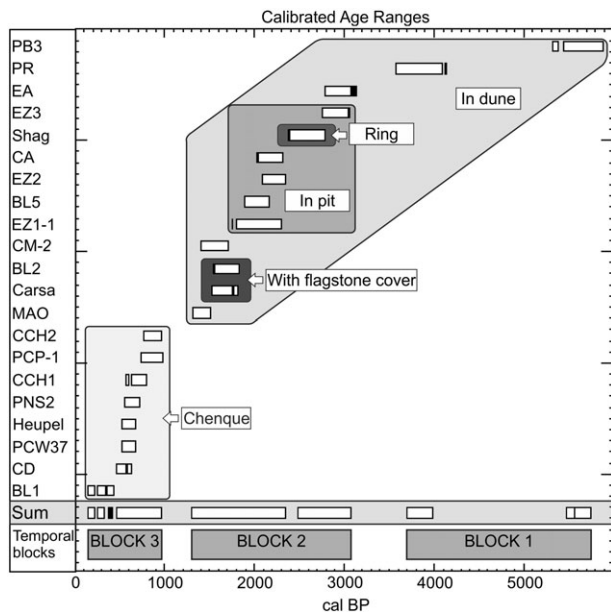 Calibrated Age Ranges
PB3
PR
EA
In dune
EZ3
Shag
Ring
CA
EZ2
In pit
BL5
EZ1-1
CM-2
BL2
With flagstone cover
Carsa
MAO
CCH2
PCP-1
CCH1
PNS2
Chenque
Heupel
PCW37
CD
BL1
Sum
Temporal blocks
BLOCK 3 BLOCK 2 BLOCK 1
0 1000 2000 3000 4000 5000
cal BP